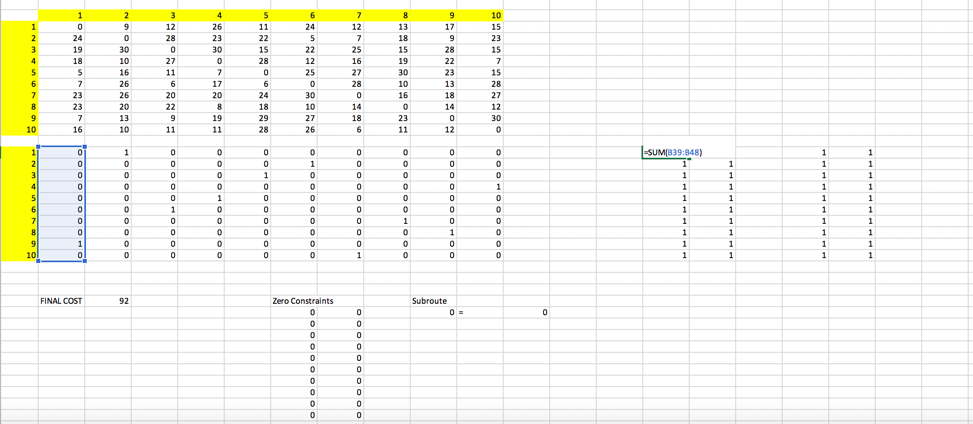 1 2 3 4 5 6 7 8 9 10
1 0 9 12 26 11 24 12 13 17 15
2 24 0 28 23 22 5 7 18 9 23
3 19 30 0 30 15 22 25 15 28 15
4 18 10 27 0 28 12 16 19 22 7
5 5 16 11 7 0 25 27 30 23 15
6 7 26 6 17 6 0 28 10 13 28
7 23 26 20 20 24 30 0 16 18 27
8 23 20 22 8 18 10 14 0 14 12
9 7 13 9 19 29 27 18 23 0 30
10 16 10 11 11 28 26 6 11 12 0
1 0 1 0 0 0 0 0 0 0 0 =SUM(B39:B48) 1 1
2 0 0 0 0 0 1 0 0 0 0 1 1 1 1
3 0 0 0 0 1 0 0 0 0 0 1 1 1 1
4 0 0 0 0 0 0 0 0 0 1 1 1 1 1
5 0 0 0 1 0 0 0 0 0 0 1 1 1 1
6 0 0 1 0 0 0 0 0 0 0 1 1 1 1
7 0 0 0 0 0 0 0 1 0 0 1 1 1 1
8 0 0 0 0 0 0 0 0 1 0 1 1 1 1
9 1 0 0 0 0 0 0 0 0 0 1 1 1 1
10 0 0 0 0 0 0 1 0 0 0 1 1 1 1
FINAL COST 92 Zero Constraints Subroute
0 0 0 = 0
0 0
0 0
0 0
0 0
0 0
0 0
0 0
0 0
0 0